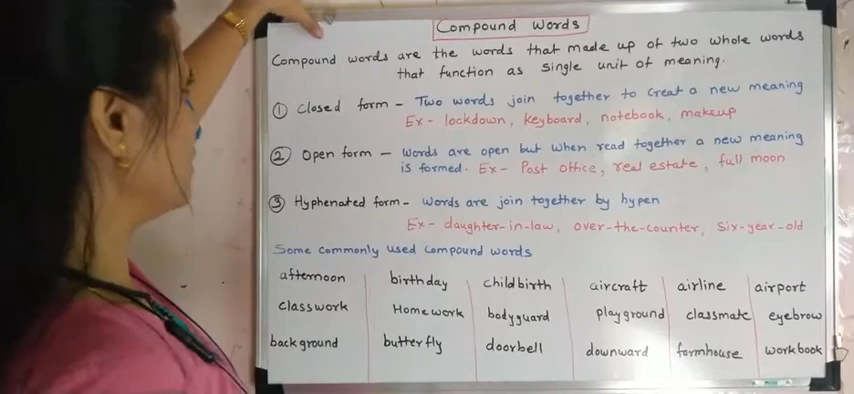 Compound Words
Compound words are the words that made up of two whole words
that function as single unit of meaning.
① Closed form - Two words join together to Creat a new meaning
Ex - lockdown, keyboard, notebook, makeup
② Open form - words are open but when read together a new meaning
is formed. Ex - Post office, real estate, full moon
③ Hyphenated form - words are join together by hypen
Ex - daughter-in-law, over-the-counter, Six-year-old
Some commonly used compound words
afternoon birthday childbirth aircraft airline airport
classwork Homework bodyguard playground classmate eyebrow
background butterfly doorbell downward farmhouse workbook